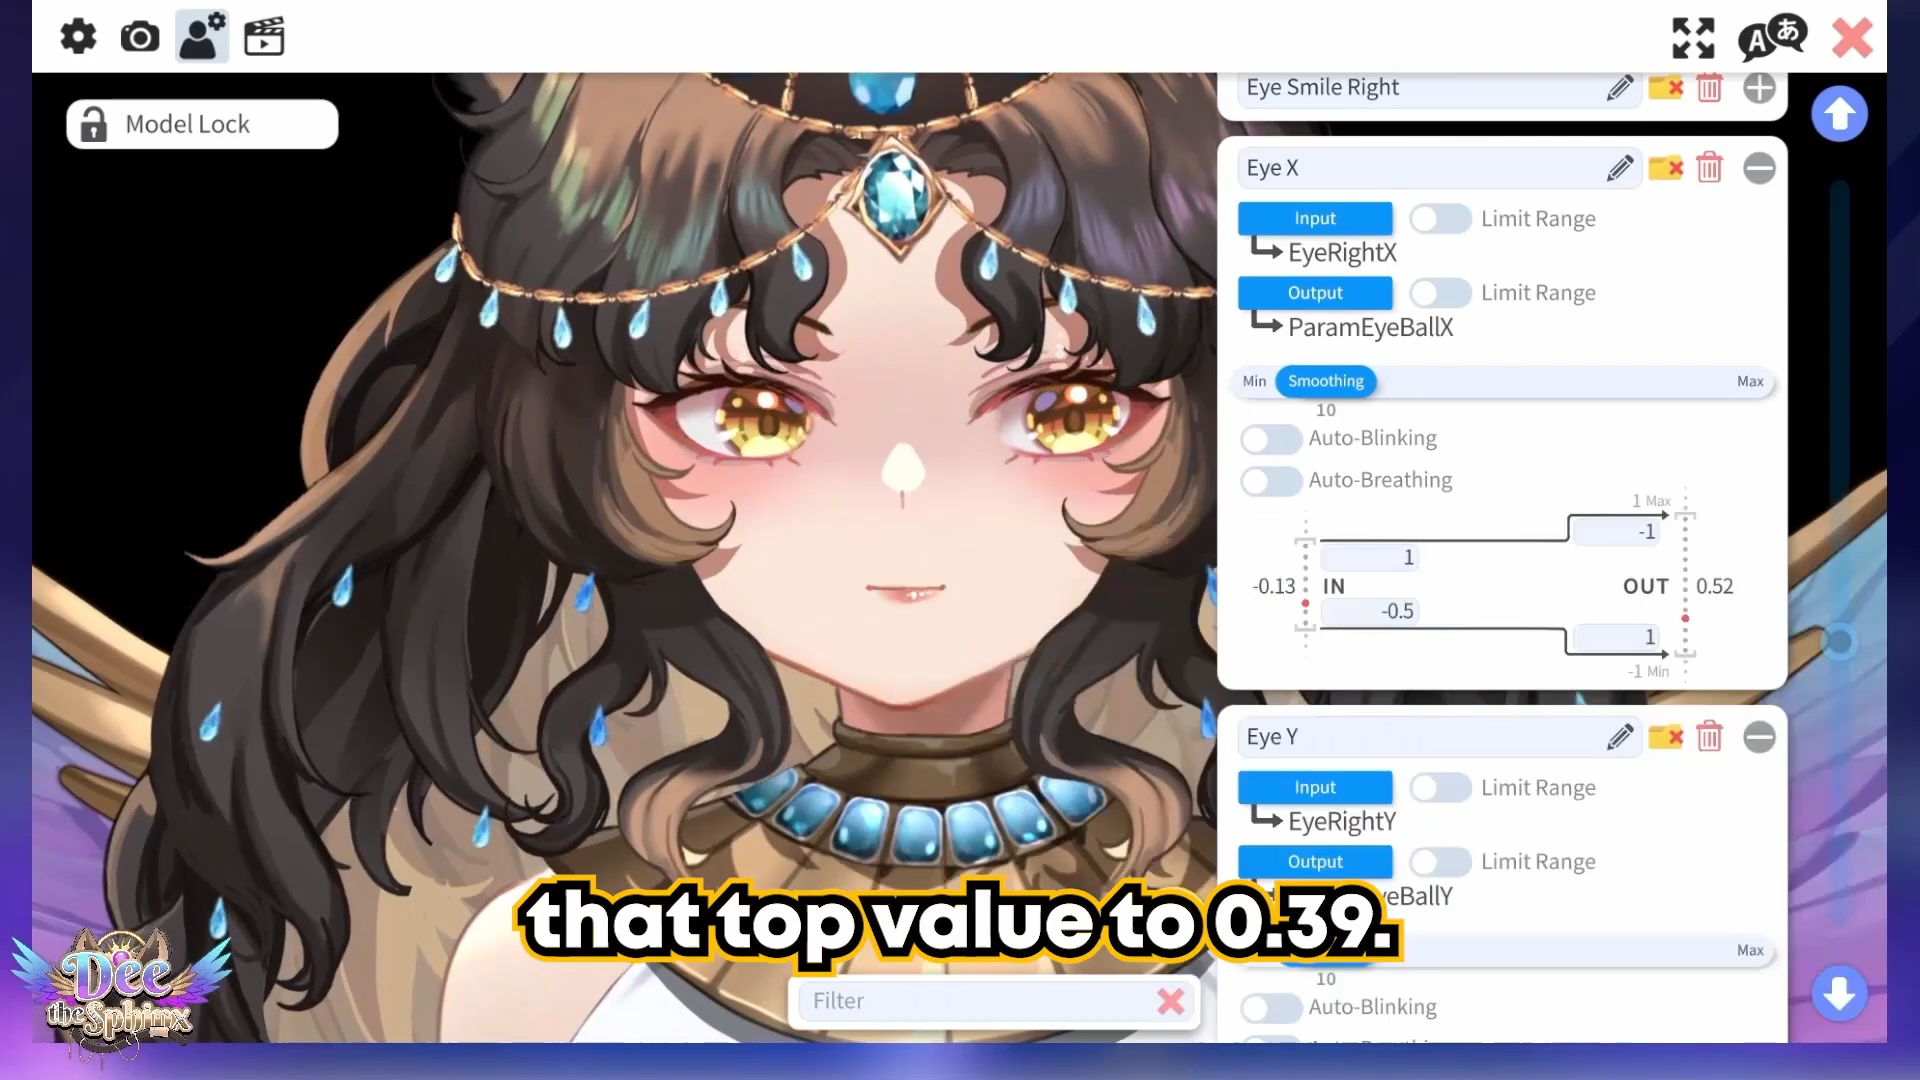 A あ
Model Lock
Eye Smile Right
Eye X
Input
Limit Range
EyeRightX
Output
Limit Range
ParamEyeBallX
Min
Smoothing
Max
10
Auto-Blinking
Auto-Breathing
1 Max
-1
1
-0.13
IN
OUT
0.52
-0.5
1
-1 Min
Eye Y
Input
Limit Range
EyeRightY
Output
Limit Range
eBallY
that top value to 0.39.
Max
10
Filter
Auto-Blinking
Dee
the Sphinx